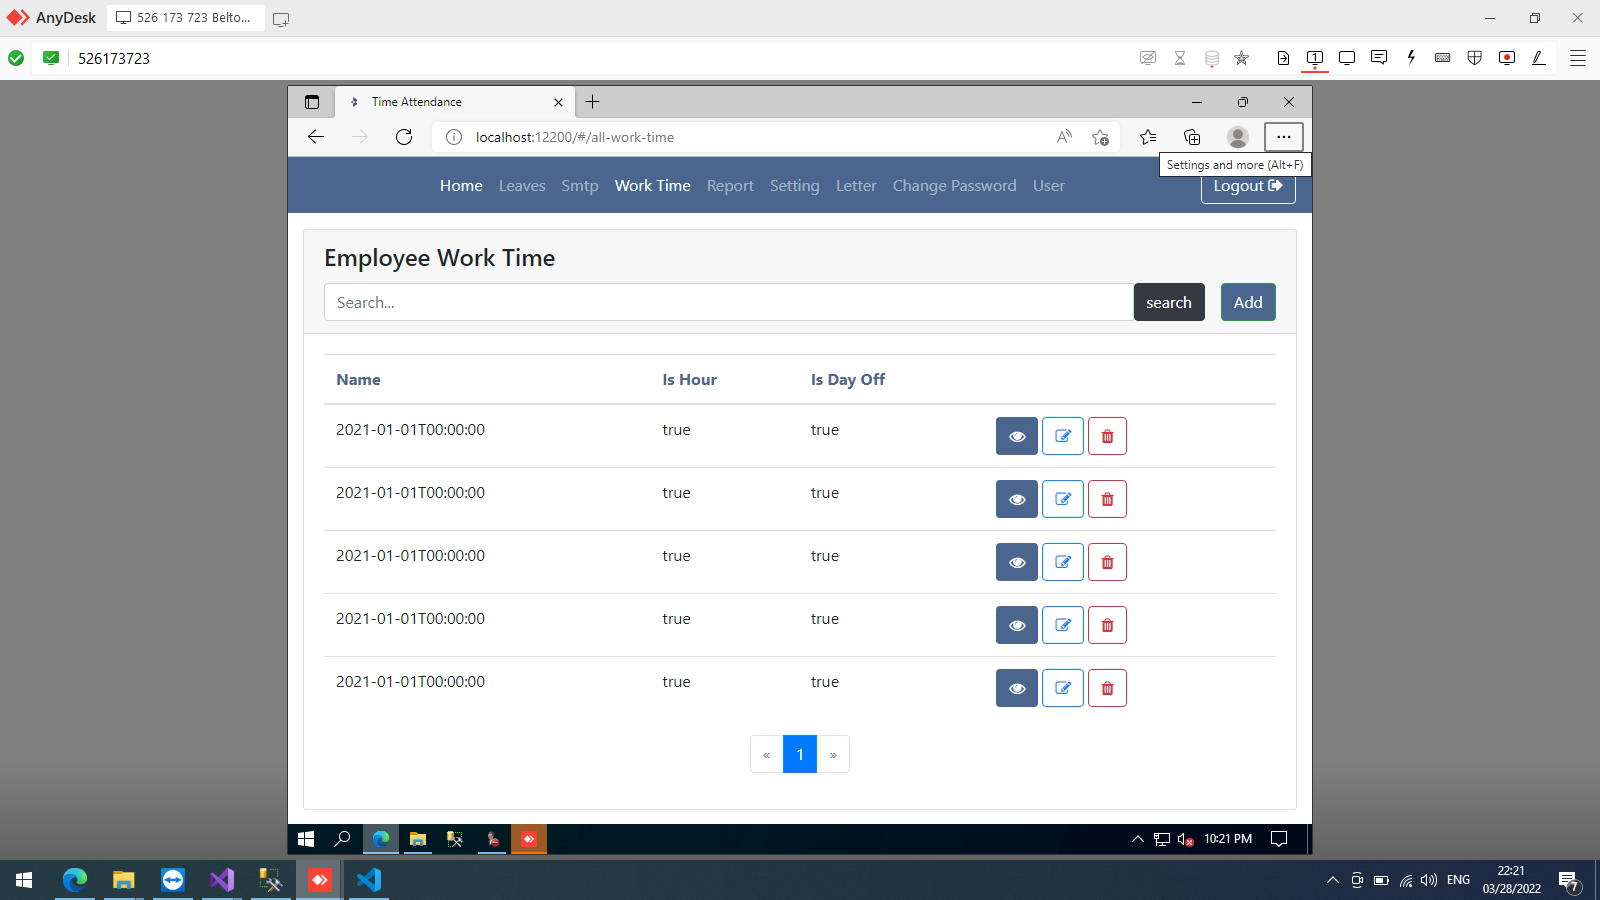 AnyDesk 526 173 723 Belto...
526173723
1
Time Attendance
localhost:12200/#/all-work-time
Settings and more (Alt+F)
Home Leaves Smtp Work Time Report Setting Letter Change Password User Logout
Employee Work Time
Search... search Add
Name Is Hour Is Day Off
2021-01-01T00:00:00 true true
2021-01-01T00:00:00 true true
2021-01-01T00:00:00 true true
2021-01-01T00:00:00 true true
2021-01-01T00:00:00 true true
« 1 »
10:21 PM
ENG 22:21
03/28/2022
7